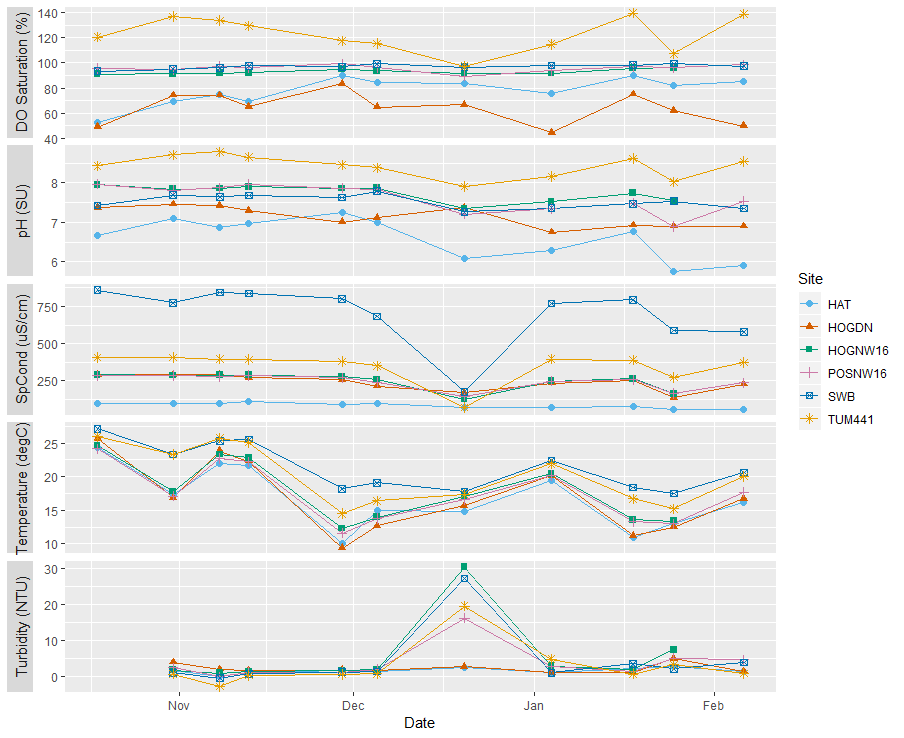 DO Saturation (%)
140
120
100
80
60
40
pH (SU)
8
7
6
SpCond (uS/cm)
750
500
250
Temperature (degC)
25
20
15
10
Turbidity (NTU)
30
20
10
0
Nov
Dec
Jan
Feb
Date
Site
HAT
HOGDN
HOGNW16
POSNW16
SWB
TUM441